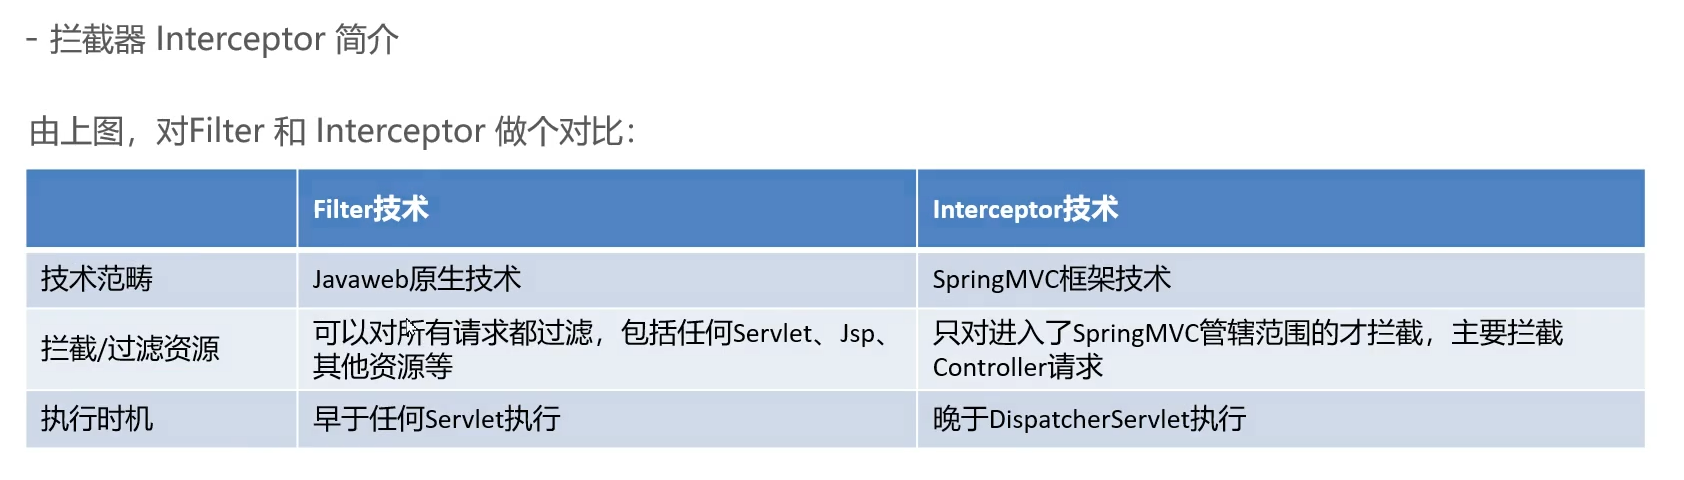 - 拦截器 Interceptor 简介
由上图，对Filter 和 Interceptor 做个对比：
Filter技术
Interceptor技术
技术范畴
Javaweb原生技术
SpringMVC框架技术
拦截/过滤资源
可以对所有请求都过滤，包括任何Servlet、Jsp、
其他资源等
只对进入了SpringMVC管辖范围的才拦截，主要拦截
Controller请求
执行时机
早于任何Servlet执行
晚于DispatcherServlet执行